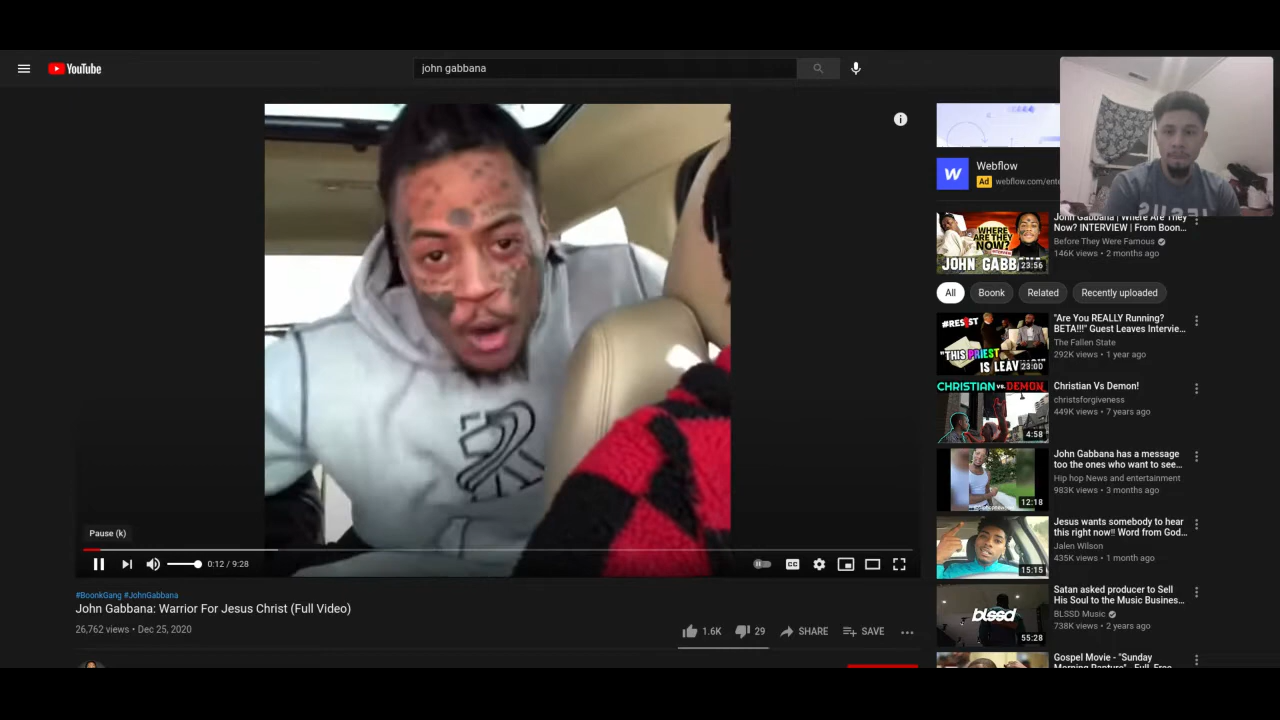 YouTube
john gabbana
Pause (k)
0:12 / 9:28
CC
#BoonkGang #JohnGabbana
John Gabbana: Warrior For Jesus Christ (Full Video)
26,762 views • Dec 25, 2020
1.6K
29
SHARE
SAVE
W
Webflow
Ad
WHERE
ARE THEY
NOW?
JOHN GABB
23:56
John Gabbana | Where Are They
Now? INTERVIEW | From Boon...
Before They Were Famous
146K views • 2 months ago
All
Boonk
Related
Recently uploaded
#RESIST
"THIS PRIEST
IS LEAV
23:00
"Are You REALLY Running?
BETA!!!" Guest Leaves Intervie...
The Fallen State
292K views • 1 year ago
CHRISTIAN vs. DEMON
4:58
Christian Vs Demon!
christsforgiveness
449K views • 7 years ago
12:18
John Gabbana has a message
too the ones who want to see...
Hip hop News and entertainment
983K views • 3 months ago
15:15
Jesus wants somebody to hear
this right now!! Word from God...
Jalen Wilson
435K views • 1 month ago
blssd
55:28
Satan asked producer to Sell
His Soul to the Music Busines...
BLSSD Music
738K views • 2 years ago
Gospel Movie - "Sunday